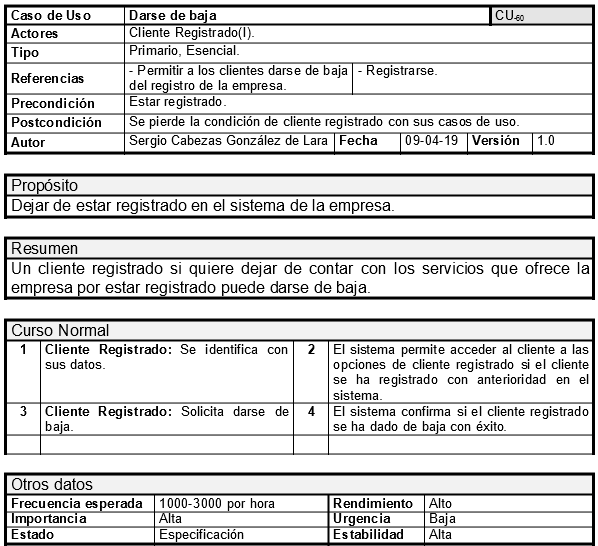 Caso de Uso Darse de baja CU-60
Actores Cliente Registrado(I).
Tipo Primario, Esencial.
Referencias - Permitir a los clientes darse de baja del registro de la empresa. - Registrarse.
Precondición Estar registrado.
Postcondición Se pierde la condición de cliente registrado con sus casos de uso.
Autor Sergio Cabezas González de Lara Fecha 09-04-19 Versión 1.0
Propósito
Dejar de estar registrado en el sistema de la empresa.
Resumen
Un cliente registrado si quiere dejar de contar con los servicios que ofrece la
empresa por estar registrado puede darse de baja.
Curso Normal
1 Cliente Registrado: Se identifica con
sus datos.
2 El sistema permite acceder al cliente a las
opciones de cliente registrado si el cliente
se ha registrado con anterioridad en el
sistema.
3 Cliente Registrado: Solicita darse de
baja.
4 El sistema confirma si el cliente registrado
se ha dado de baja con éxito.
Otros datos
Frecuencia esperada 1000-3000 por hora Rendimiento Alto
Importancia Alta Urgencia Baja
Estado Especificación Estabilidad Alta